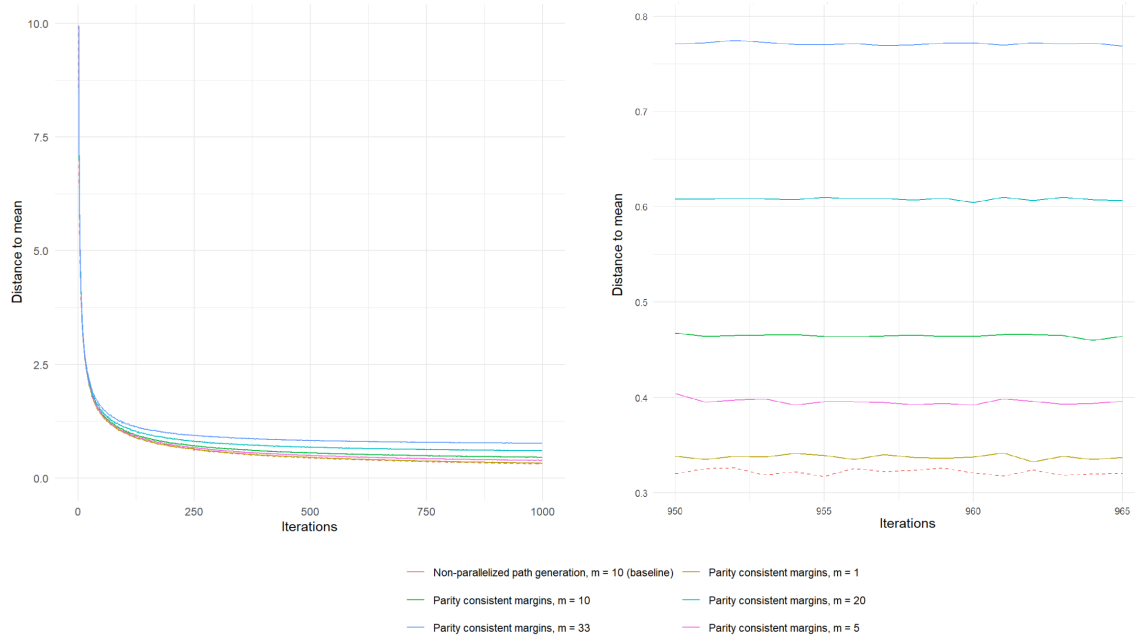 10.0
7.5
5.0
2.5
0.0
Distance to mean
0
250
500
750
1000
Iterations
0.8
0.7
0.6
0.5
0.4
0.3
Distance to mean
950
955
960
965
Iterations
Non-parallelized path generation, m = 10 (baseline)
Parity consistent margins, m = 1
Parity consistent margins, m = 10
Parity consistent margins, m = 20
Parity consistent margins, m = 33
Parity consistent margins, m = 5